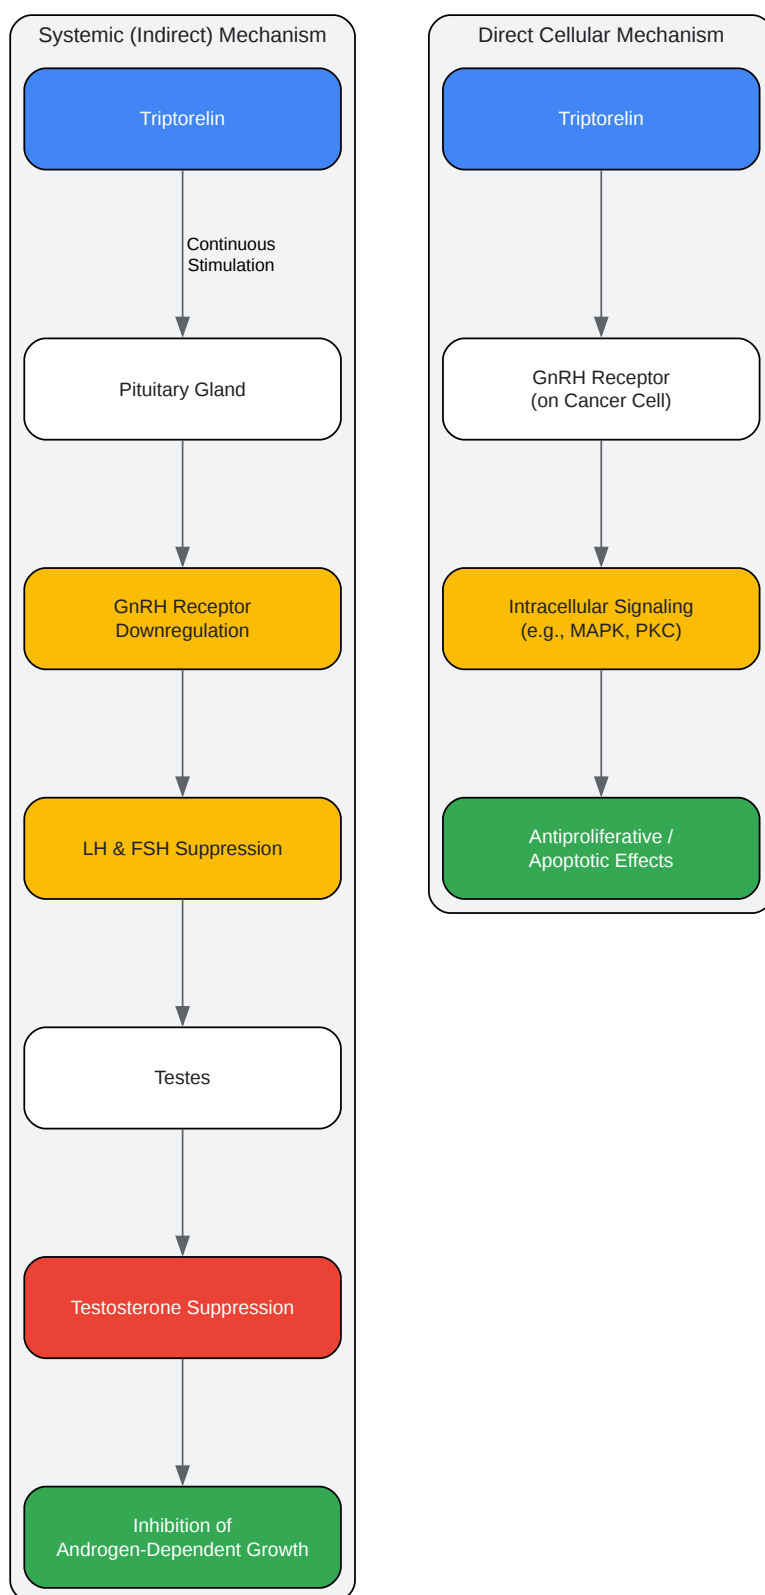 Systemic (Indirect) Mechanism
Triptorelin
Continuous
Stimulation
Pituitary Gland
GnRH Receptor
Downregulation
LH & FSH Suppression
Testes
Testosterone Suppression
Inhibition of
Androgen-Dependent Growth
Direct Cellular Mechanism
Triptorelin
GnRH Receptor
(on Cancer Cell)
Intracellular Signaling
(e.g., MAPK, PKC)
Antiproliferative /
Apoptotic Effects